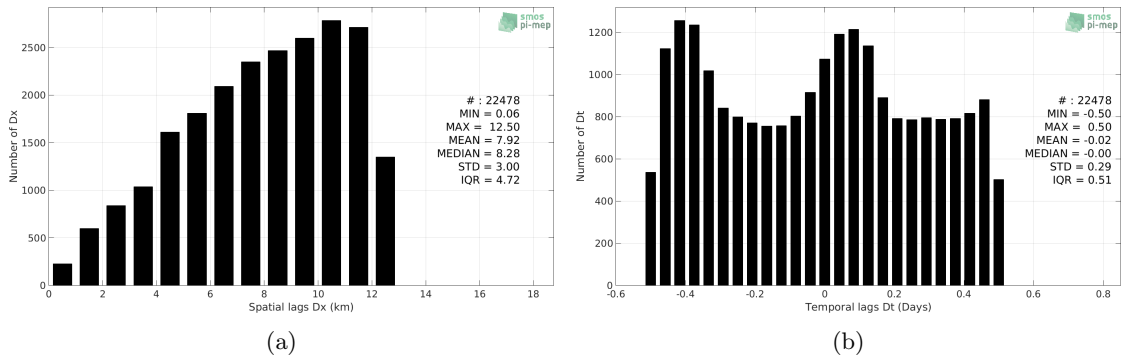 smos
pi-mep
2500
2000
1500
1000
500
0
Number of Dx
# : 22478
MIN = 0.06
MAX = 12.50
MEAN = 7.92
MEDIAN = 8.28
STD = 3.00
IQR = 4.72
0 2 4 6 8 10 12 14 16 18
Spatial lags Dx (km)
(a)
smos
pi-mep
1200
1000
800
600
400
200
0
Number of Dt
# : 22478
MIN = -0.50
MAX = 0.50
MEAN = -0.02
MEDIAN = -0.00
STD = 0.29
IQR = 0.51
-0.6 -0.4 -0.2 0 0.2 0.4 0.6 0.8
Temporal lags Dt (Days)
(b)